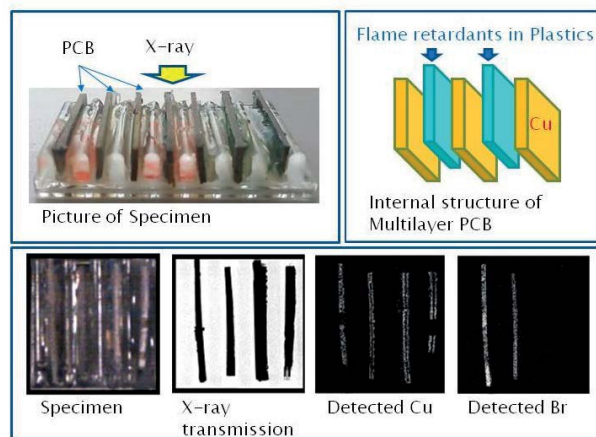 PCB
X-ray
Picture of Specimen
Flame retardants in Plastics
Cu
Internal structure of
Multilayer PCB
Specimen
X-ray
transmission
Detected Cu
Detected Br